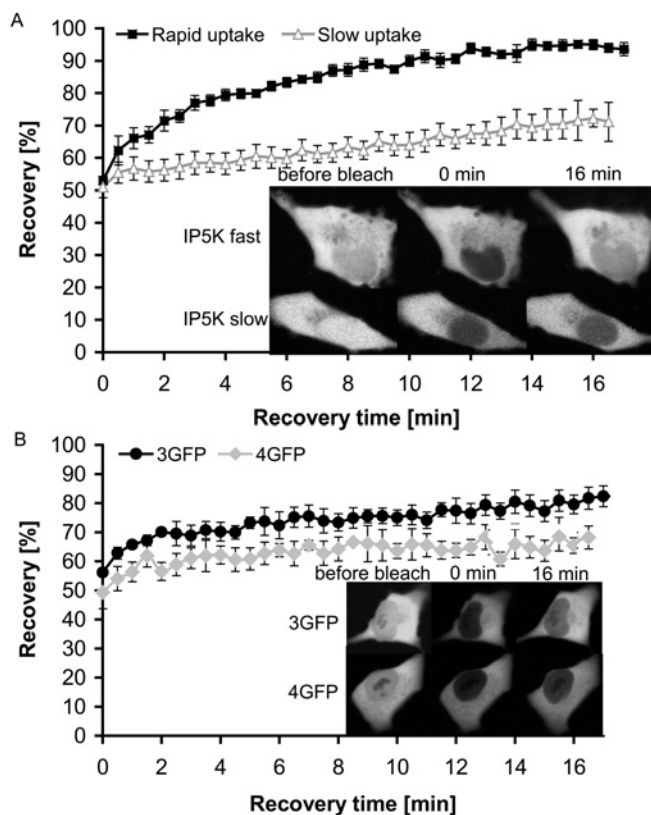 A
Rapid uptake Slow uptake
Recovery [%]
100
90
80
70
60
50
40
30
20
10
0
before bleach 0 min 16 min
IP5K fast
IP5K slow
0 2 4 6 8 10 12 14 16
Recovery time [min]
B
3GFP 4GFP
Recovery [%]
100
90
80
70
60
50
40
30
20
10
0
before bleach 0 min 16 min
3GFP
4GFP
0 2 4 6 8 10 12 14 16
Recovery time [min]